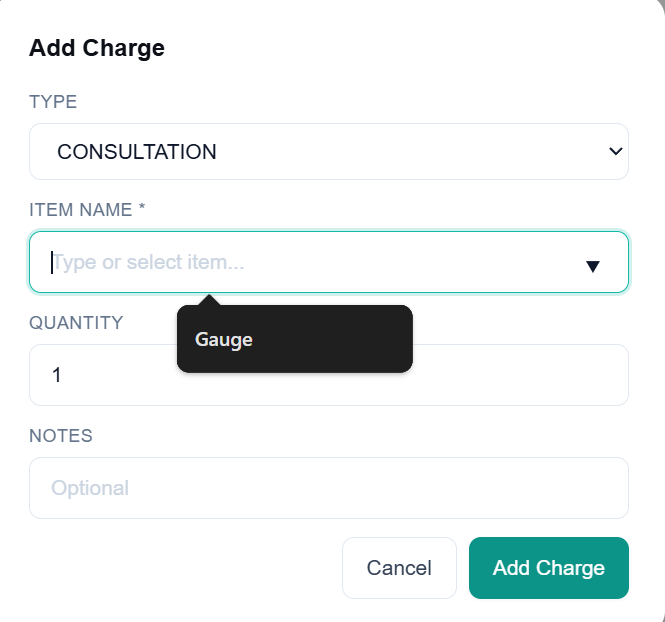 Add Charge
TYPE
CONSULTATION
ITEM NAME *
Type or select item...
Gauge
QUANTITY
1
NOTES
Optional
Cancel
Add Charge